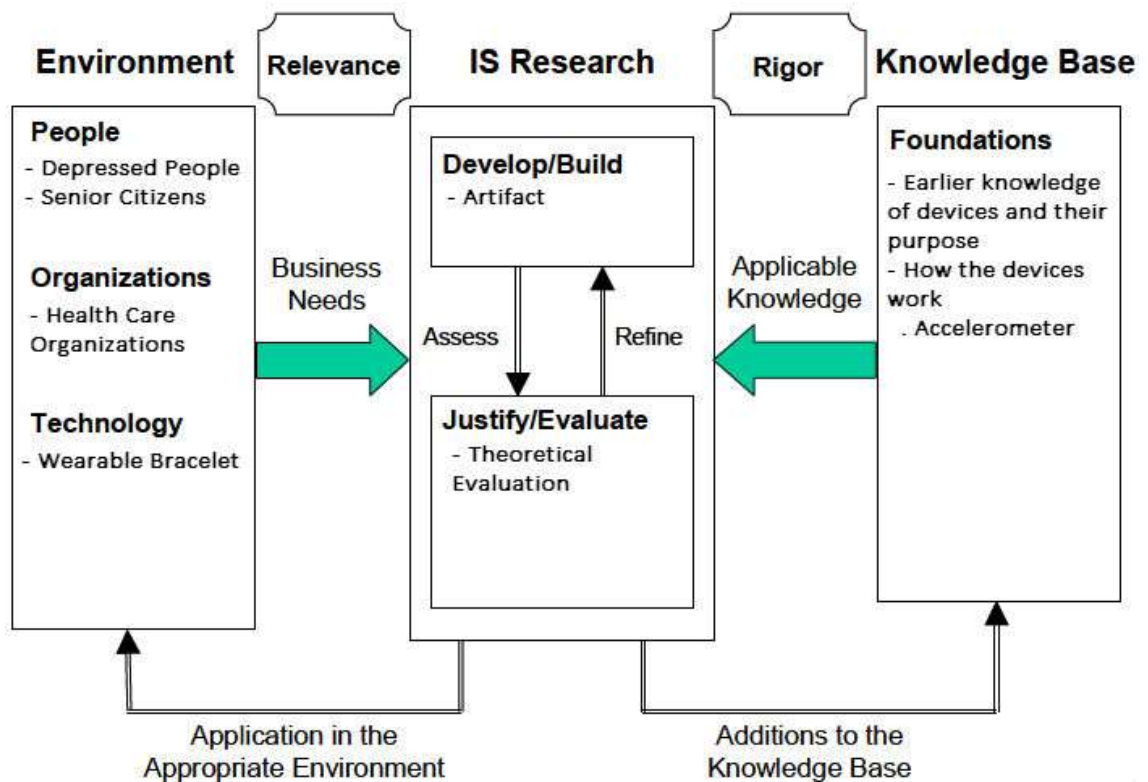 Environment
Relevance
IS Research
Rigor
Knowledge Base
People
- Depressed People
- Senior Citizens
Organizations
- Health Care
Organizations
Technology
- Wearable Bracelet
Business
Needs
Develop/Build
- Artifact
Assess
Refine
Justify/Evaluate
- Theoretical
Evaluation
Applicable
Knowledge
Foundations
- Earlier knowledge
of devices and their
purpose
- How the devices
work
. Accelerometer
Application in the
Appropriate Environment
Additions to the
Knowledge Base